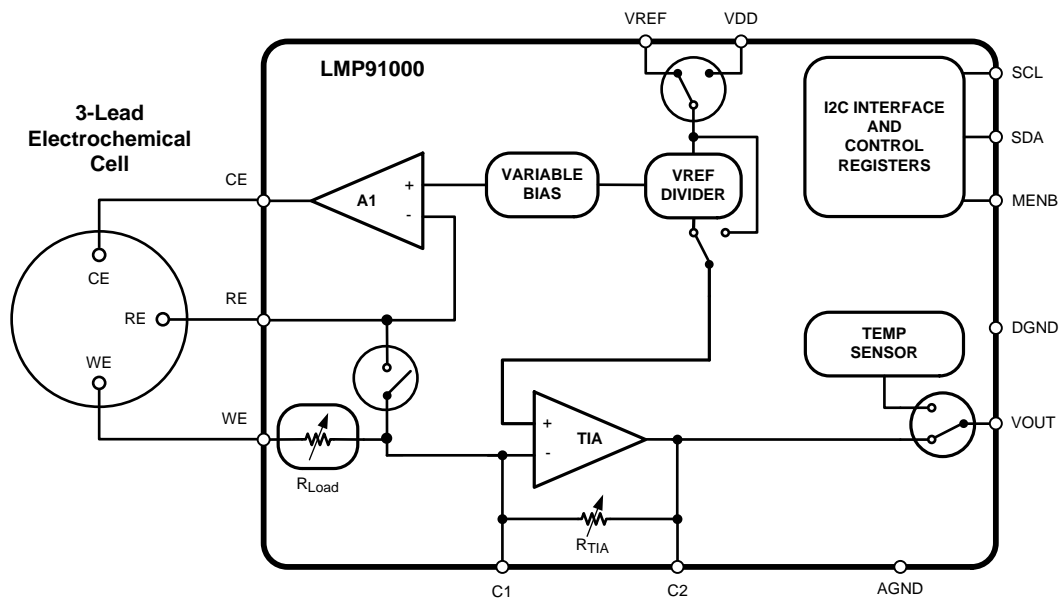 VREF
VDD
LMP91000
SCL
I2C INTERFACE
AND
CONTROL
REGISTERS
SDA
MENB
3-Lead
Electrochemical
Cell
CE
A1
+
-
VARIABLE
BIAS
VREF
DIVIDER
CE
RE
RE
WE
WE
RLoad
TEMP
SENSOR
DGND
VOUT
+
-
TIA
RTIA
C1
C2
AGND